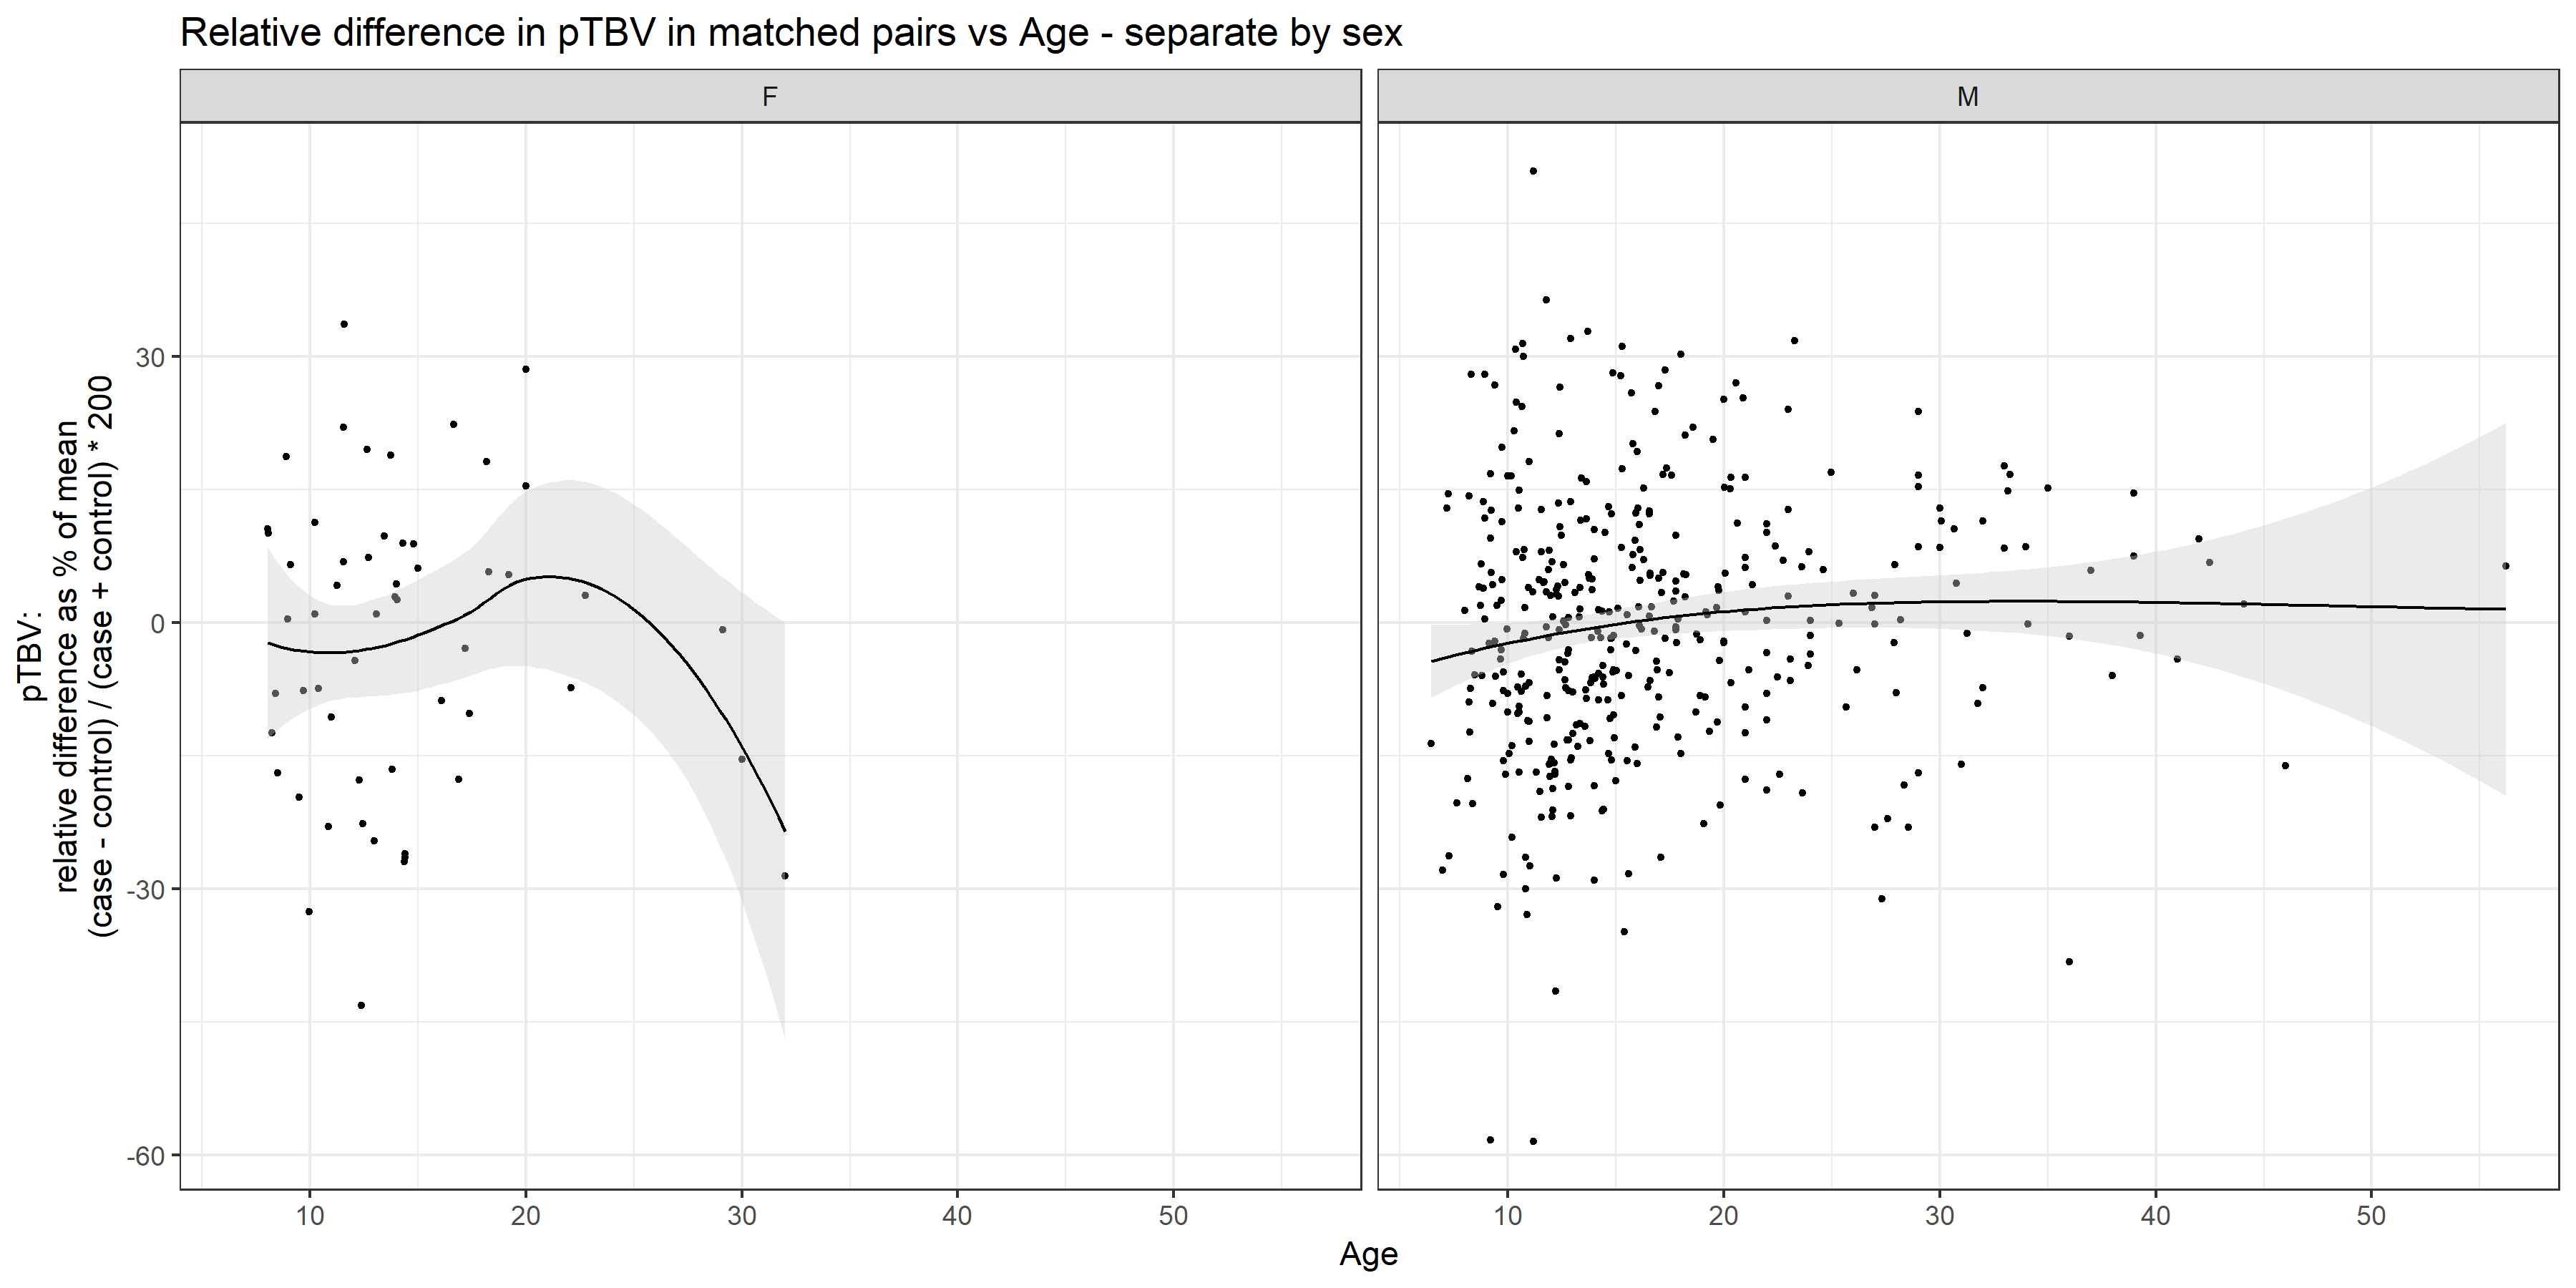 Relative difference in pTBV in matched pairs vs Age - separate by sex
F
M
pTBV:
relative difference as % of mean
(case - control) / (case + control) * 200
30
0
-30
-60
10
20
30
40
50
10
20
30
40
50
Age